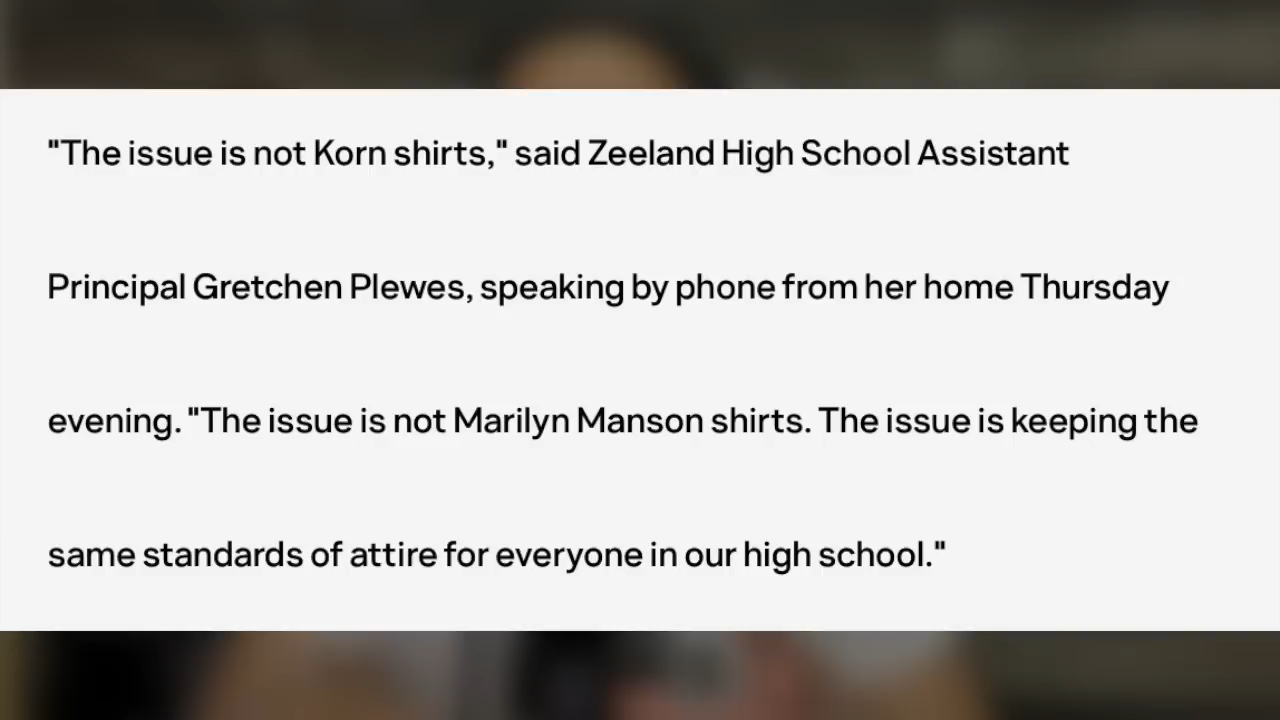 "The issue is not Korn shirts," said Zeeland High School Assistant
Principal Gretchen Plewes, speaking by phone from her home Thursday
evening. "The issue is not Marilyn Manson shirts. The issue is keeping the
same standards of attire for everyone in our high school."